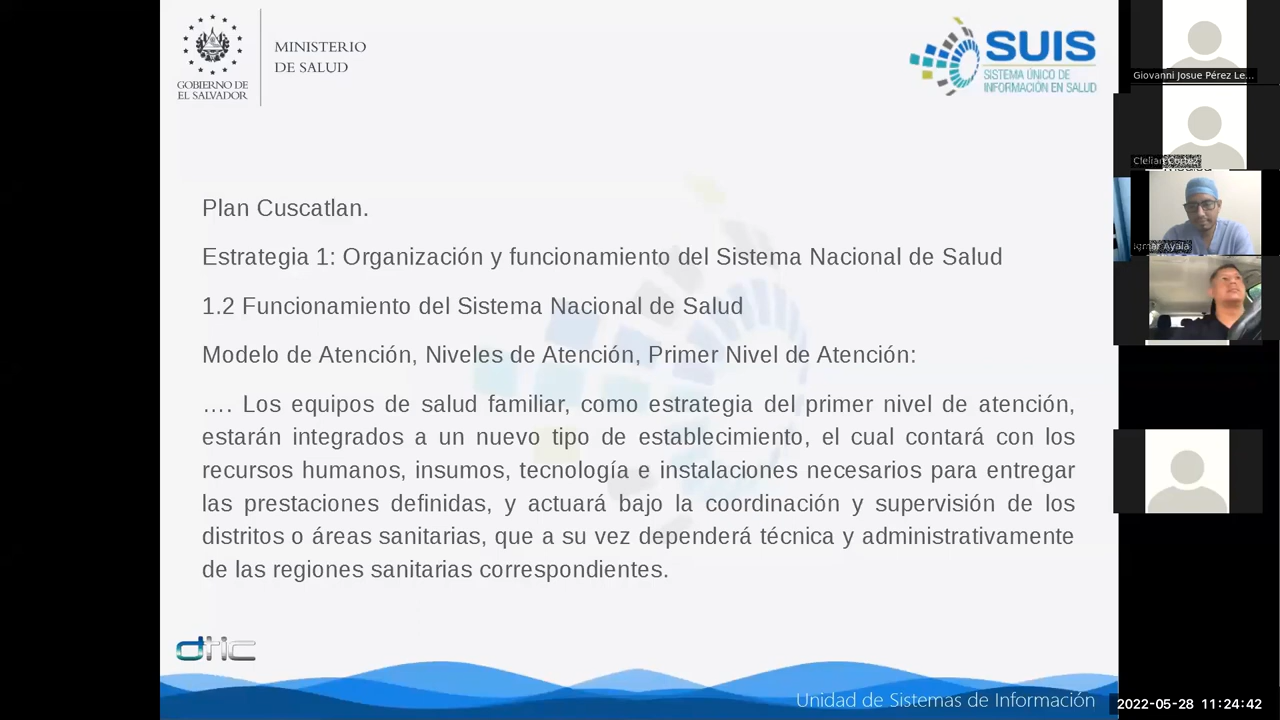 GOBIERNO DE
EL SALVADOR
MINISTERIO
DE SALUD
SUIS
SISTEMA ÚNICO DE
INFORMACIÓN EN SALUD
Plan Cuscatlan.
Estrategia 1: Organización y funcionamiento del Sistema Nacional de Salud
1.2 Funcionamiento del Sistema Nacional de Salud
Modelo de Atención, Niveles de Atención, Primer Nivel de Atención:
…. Los equipos de salud familiar, como estrategia del primer nivel de atención,
estarán integrados a un nuevo tipo de establecimiento, el cual contará con los
recursos humanos, insumos, tecnología e instalaciones necesarios para entregar
las prestaciones definidas, y actuará bajo la coordinación y supervisión de los
distritos o áreas sanitarias, que a su vez dependerá técnica y administrativamente
de las regiones sanitarias correspondientes.
dtic
Unidad de Sistemas de Información
Giovanni Josue Pérez Le...
Cortez
Ayala
2022-05-28 11:24:42